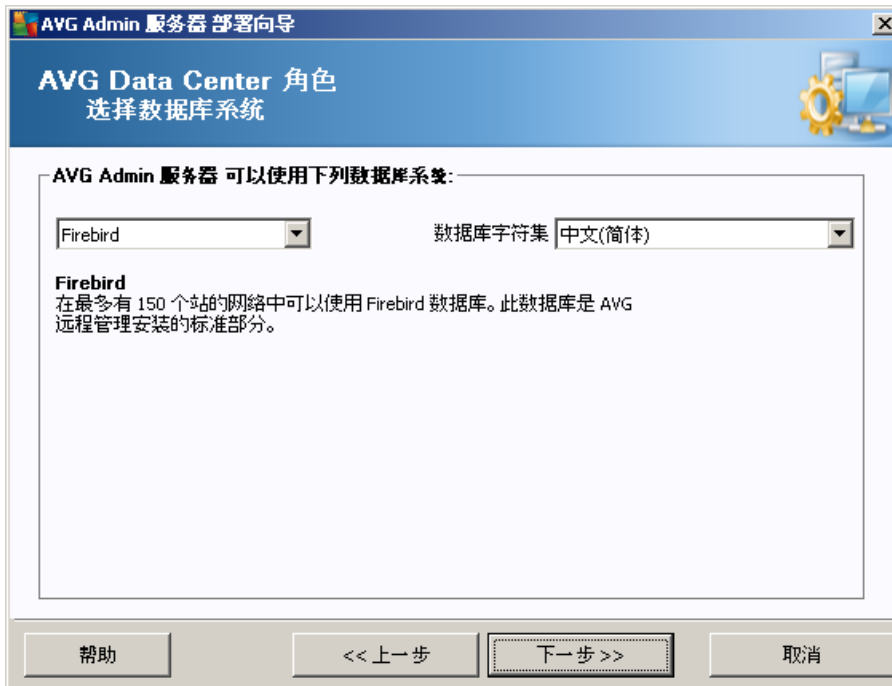 AVG Admin 服务器 部署向导
AVG Data Center 角色
选择数据库系统
AVG Admin 服务器 可以使用下列数据库系统:
Firebird 数据库字符集 中文(简体)
Firebird
在最多有 150 个站的网络中可以使用 Firebird 数据库。此数据库是 AVG
远程管理安装的标准部分。
帮助 <<上一步 下一步>> 取消